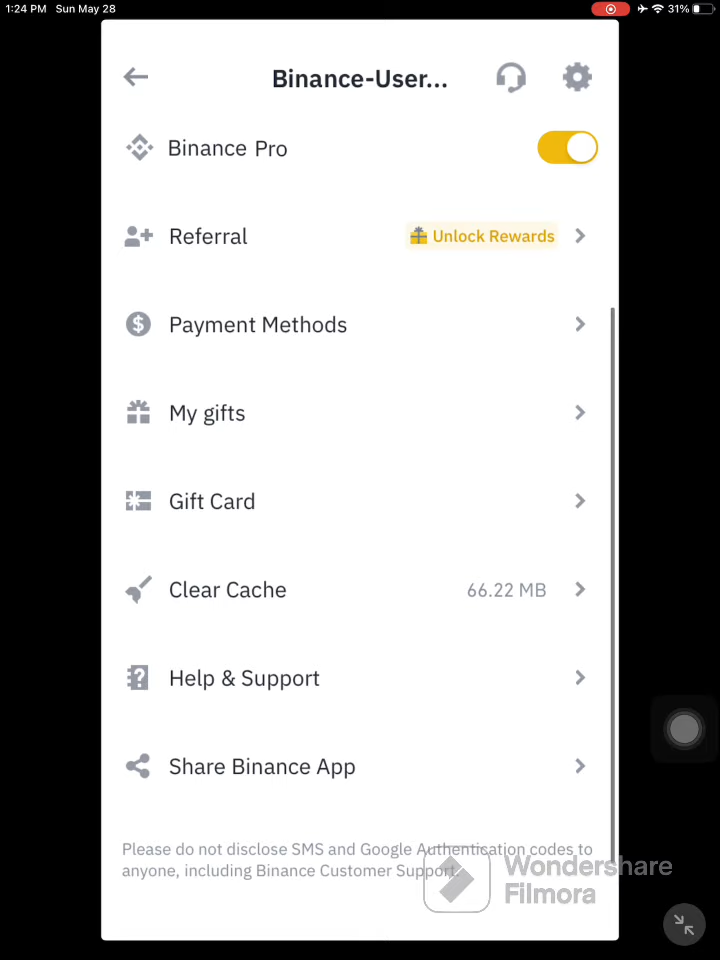 1:24 PM Sun May 28
31%
Binance-User...
Binance Pro
Referral
Unlock Rewards
Payment Methods
My gifts
Gift Card
Clear Cache
66.22 MB
Help & Support
Share Binance App
Please do not disclose SMS and Google Authentication codes to
anyone, including Binance Customer Support.
Wondershare
Filmora